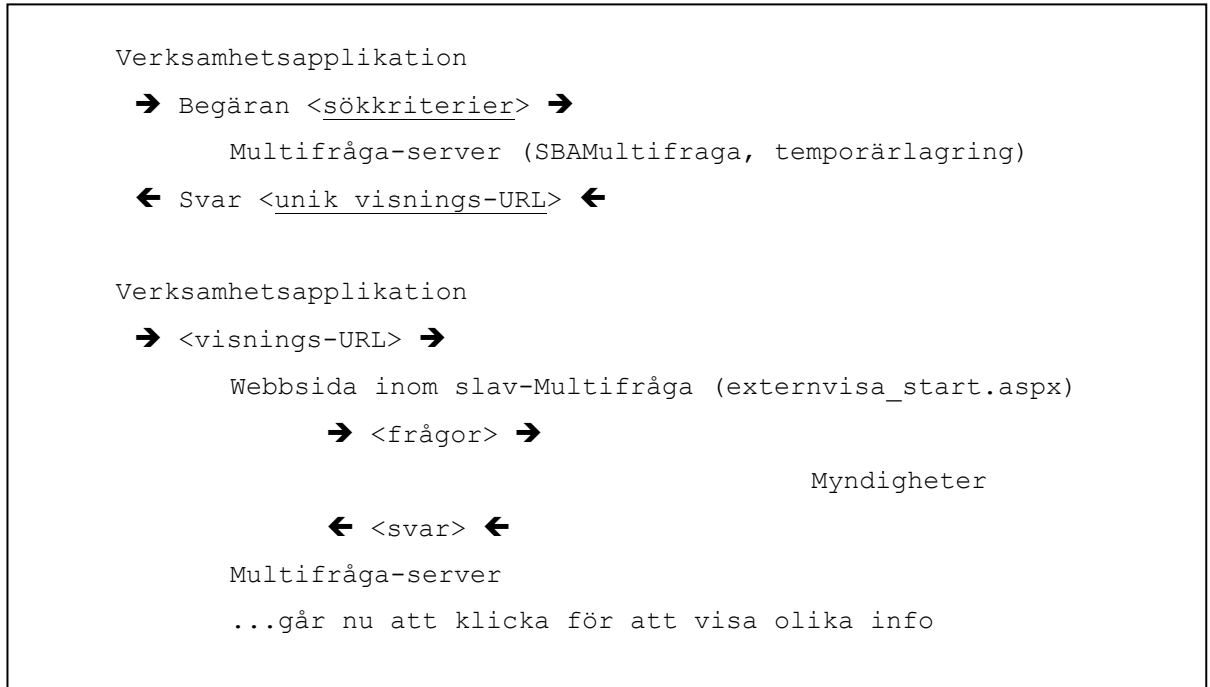 Verksamhetsapplikation
➔ Begäran <sökkriterier> ➔
Multifråga-server (SBAMultifraga, temporärlagring)
🡰 Svar <unik visnings-URL> 🡰
Verksamhetsapplikation
➔ <visnings-URL> ➔
Webbsida inom slav-Multifråga (externvisa_start.aspx)
➔ <frågor> ➔
Myndigheter
🡰 <svar> 🡰
Multifråga-server
...går nu att klicka för att visa olika info